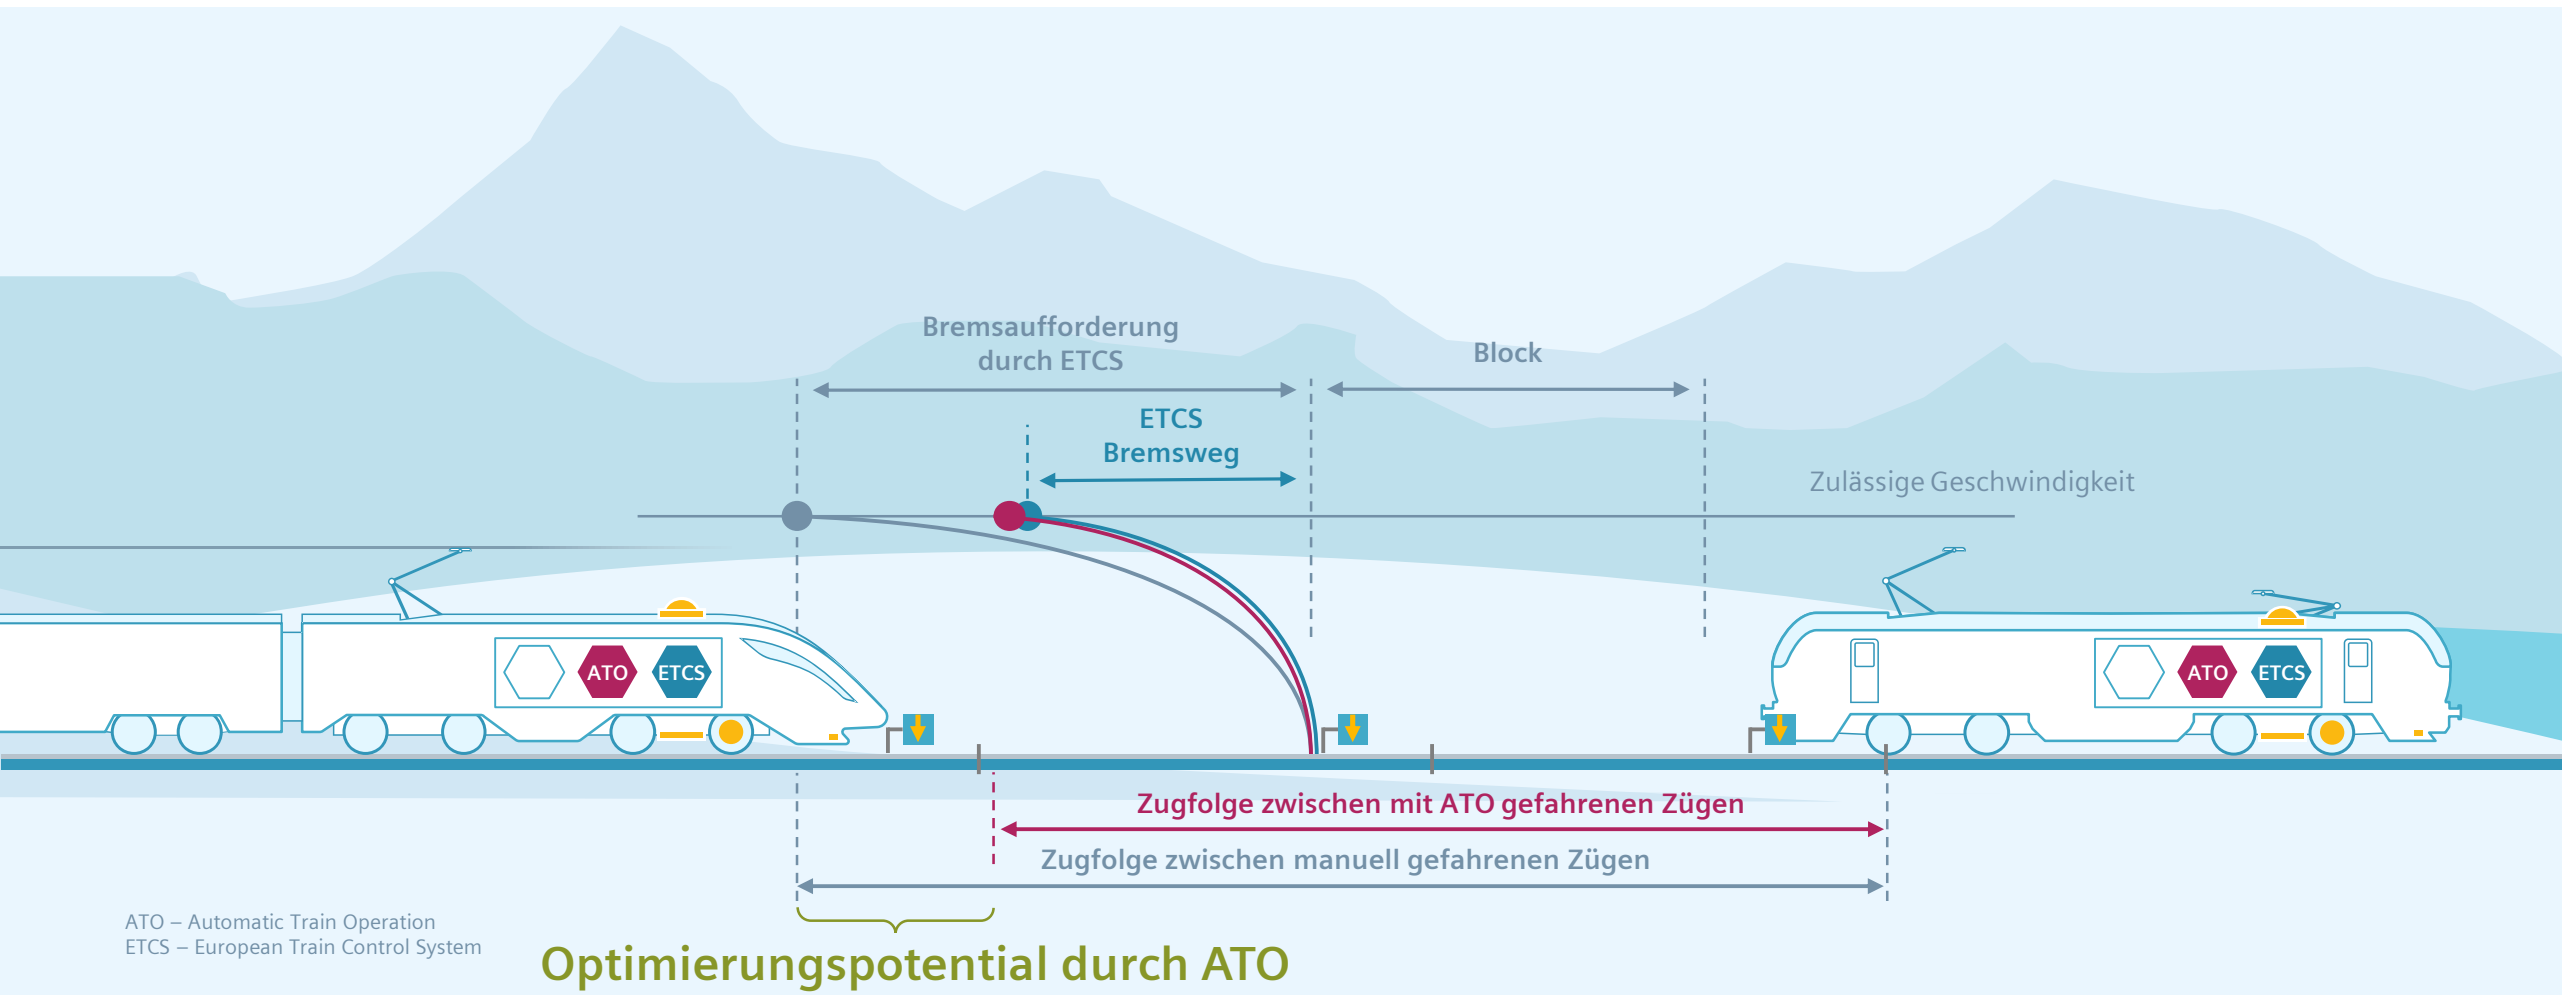 Bremsaufforderung
durch ETCS
Block
ETCS
Bremsweg
Zulässige Geschwindigkeit
ATO
ETCS
ATO
ETCS
Zugfolge zwischen mit ATO gefahrenen Zügen
Zugfolge zwischen manuell gefahrenen Zügen
ATO – Automatic Train Operation
ETCS – European Train Control System
Optimierungspotential durch ATO